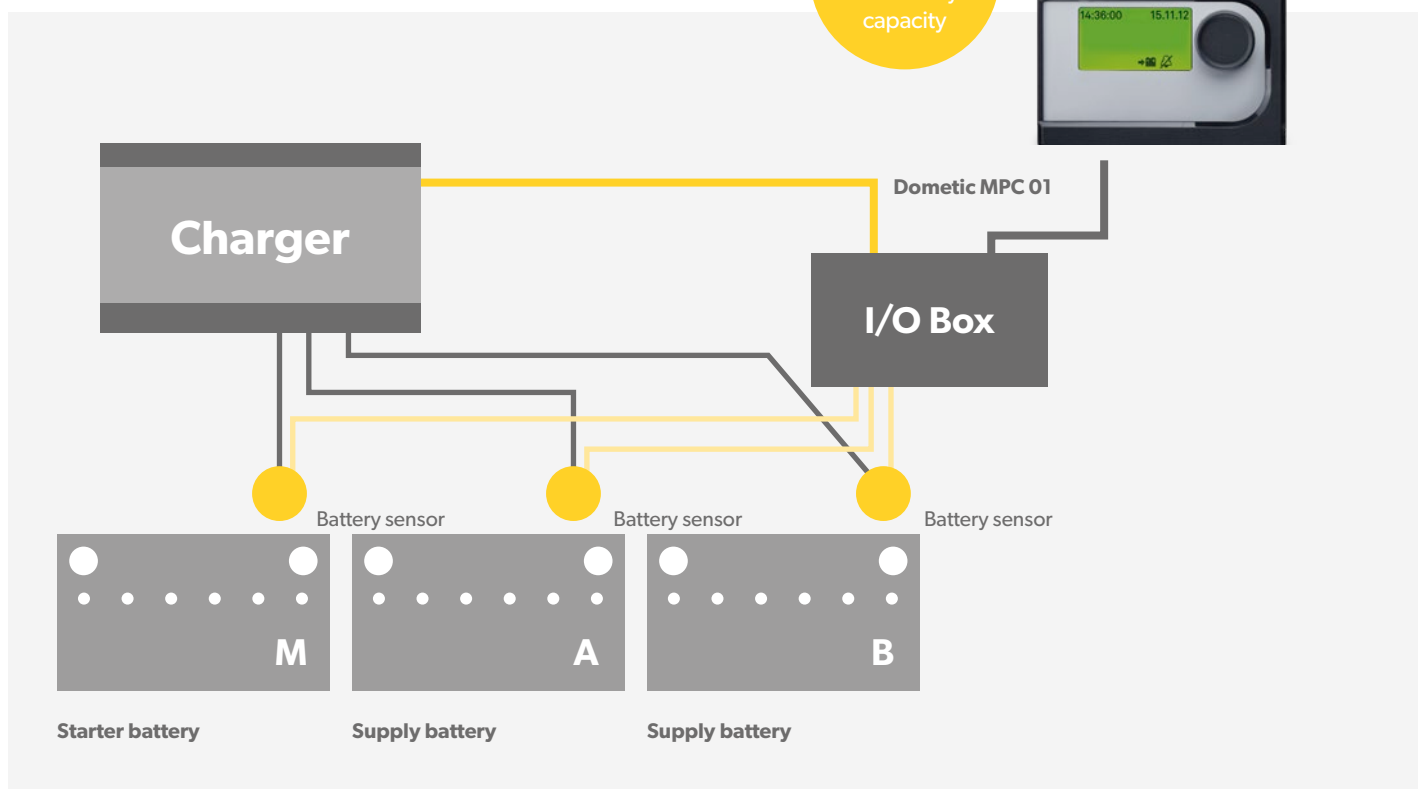 capacity
14:36:00 15.11.12
Dometic MPC 01
Charger
I/O Box
Battery sensor
Battery sensor
Battery sensor
M
A
B
Starter battery
Supply battery
Supply battery